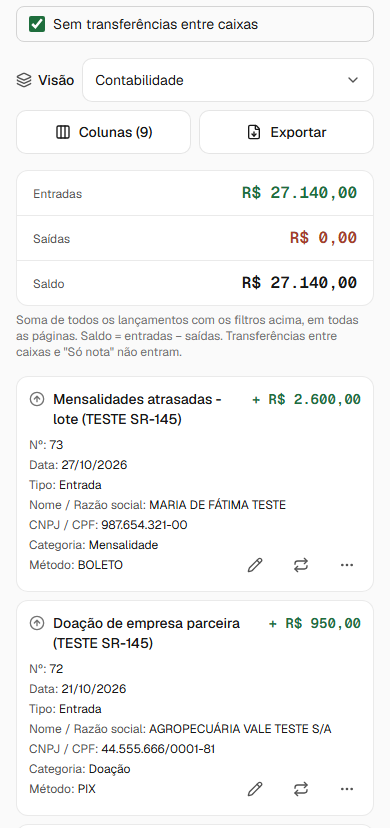 Sem transferências entre caixas
Visão Contabilidade
Colunas (9) Exportar
Entradas R$ 27.140,00
Saídas R$ 0,00
Saldo R$ 27.140,00
Soma de todos os lançamentos com os filtros acima, em todas
as páginas. Saldo = entradas – saídas. Transferências entre
caixas e "Só nota" não entram.
Mensalidades atrasadas - + R$ 2.600,00
lote (TESTE SR-145)
Nº: 73
Data: 27/10/2026
Tipo: Entrada
Nome / Razão social: MARIA DE FÁTIMA TESTE
CNPJ / CPF: 987.654.321-00
Categoria: Mensalidade
Método: BOLETO
Doação de empresa parceira + R$ 950,00
(TESTE SR-145)
Nº: 72
Data: 21/10/2026
Tipo: Entrada
Nome / Razão social: AGROPECUÁRIA VALE TESTE S/A
CNPJ / CPF: 44.555.666/0001-81
Categoria: Doação
Método: PIX